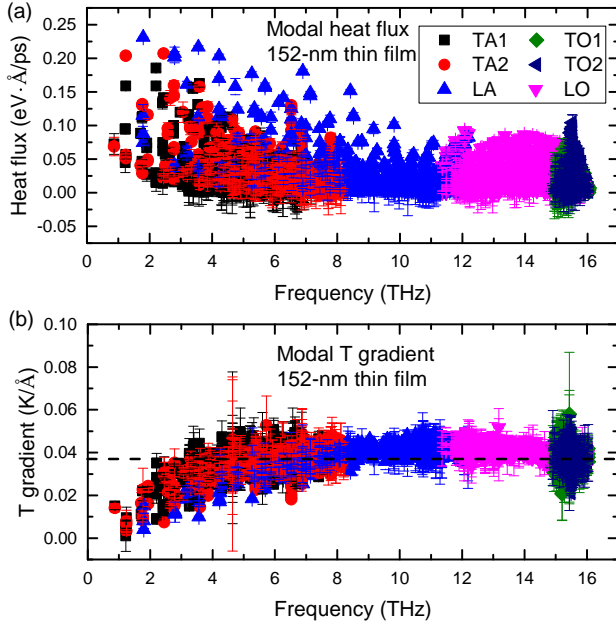 (a)
Modal heat flux
152-nm thin film
TA1
TO1
TA2
TO2
LA
LO
0.25
0.20
0.15
0.10
0.05
0.00
-0.05
Heat flux (eV·Å/ps)
0 2 4 6 8 10 12 14 16
Frequency (THz)
(b)
Modal T gradient
152-nm thin film
0.10
0.08
0.06
0.04
0.02
0.00
T gradient (K/Å)
0 2 4 6 8 10 12 14 16
Frequency (THz)